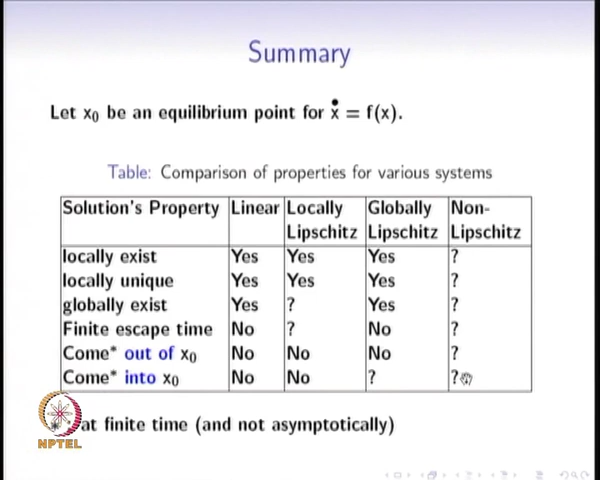 Summary
Let x₀ be an equilibrium point for ẋ = f(x).
Table: Comparison of properties for various systems
Solution's Property Linear Locally Lipschitz Globally Lipschitz Non-Lipschitz
locally exist Yes Yes Yes ?
locally unique Yes Yes Yes ?
globally exist Yes ? Yes ?
Finite escape time No ? No ?
Come* out of x₀ No No No ?
Come* into x₀ No No ? ?
* at finite time (and not asymptotically)
NPTEL